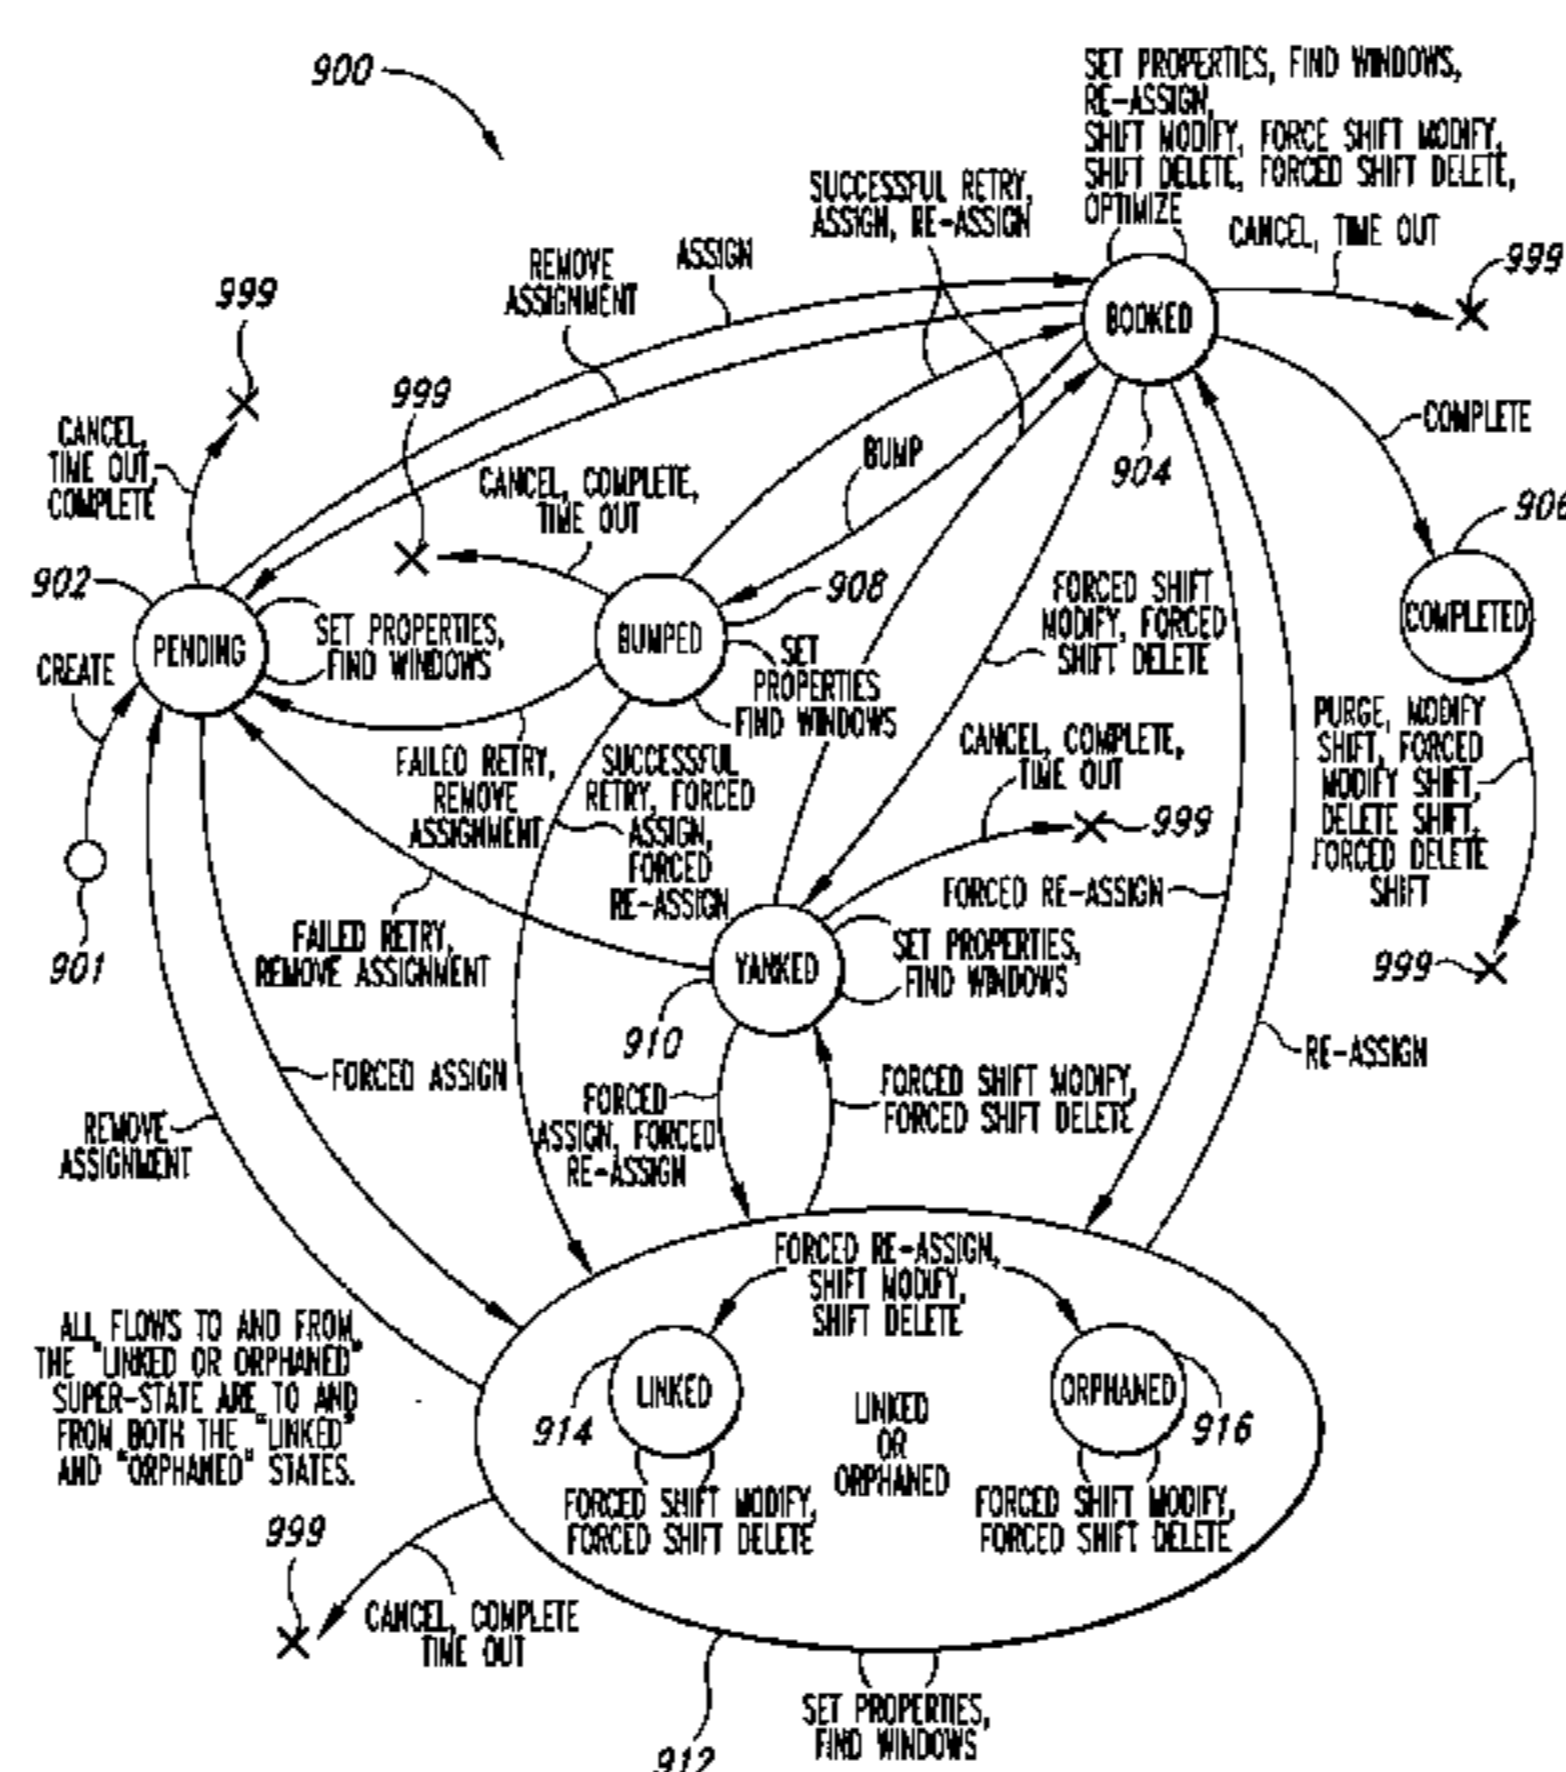 900
SET PROPERTIES, FIND WINDOWS,
RE-ASSIGN,
SHIFT MODIFY, FORCE SHIFT MODIFY,
SHIFT DELETE, FORCED SHIFT DELETE,
OPTIMIZE
SUCCESSFUL RETRY,
ASSIGN, RE-ASSIGN
CANCEL, TIME OUT
999
ASSIGN
REMOVE
ASSIGNMENT
999
BOOKED
999
CANCEL,
TIME OUT,
COMPLETE
COMPLETE
BUMP
904
CANCEL, COMPLETE,
TIME OUT
906
902
908
FORCED SHIFT
MODIFY, FORCED
SHIFT DELETE
COMPLETED
PENDING
SET PROPERTIES,
FIND WINDOWS
BUMPED
SET
PROPERTIES
FIND WINDOWS
CREATE
PURGE, MODIFY
SHIFT, FORCED
MODIFY SHIFT,
DELETE SHIFT,
FORCED DELETE
SHIFT
CANCEL, COMPLETE,
TIME OUT
FAILED RETRY,
REMOVE
ASSIGNMENT
SUCCESSFUL
RETRY, FORCED
ASSIGN,
FORCED
RE-ASSIGN
999
FORCED RE-ASSIGN
901
FAILED RETRY,
REMOVE ASSIGNMENT
YANKED
SET PROPERTIES,
FIND WINDOWS
999
910
RE-ASSIGN
FORCED ASSIGN
FORCED
ASSIGN, FORCED
RE-ASSIGN
FORCED SHIFT MODIFY,
FORCED SHIFT DELETE
REMOVE
ASSIGNMENT
FORCED RE-ASSIGN,
SHIFT MODIFY,
SHIFT DELETE
ALL FLOWS TO AND FROM
THE "LINKED OR ORPHANED"
SUPER-STATE ARE TO AND
FROM BOTH THE "LINKED"
AND "ORPHANED" STATES.
LINKED
914
LINKED
OR
ORPHANED
ORPHANED
916
FORCED SHIFT MODIFY,
FORCED SHIFT DELETE
FORCED SHIFT MODIFY,
FORCED SHIFT DELETE
999
CANCEL, COMPLETE
TIME OUT
SET PROPERTIES,
FIND WINDOWS
912